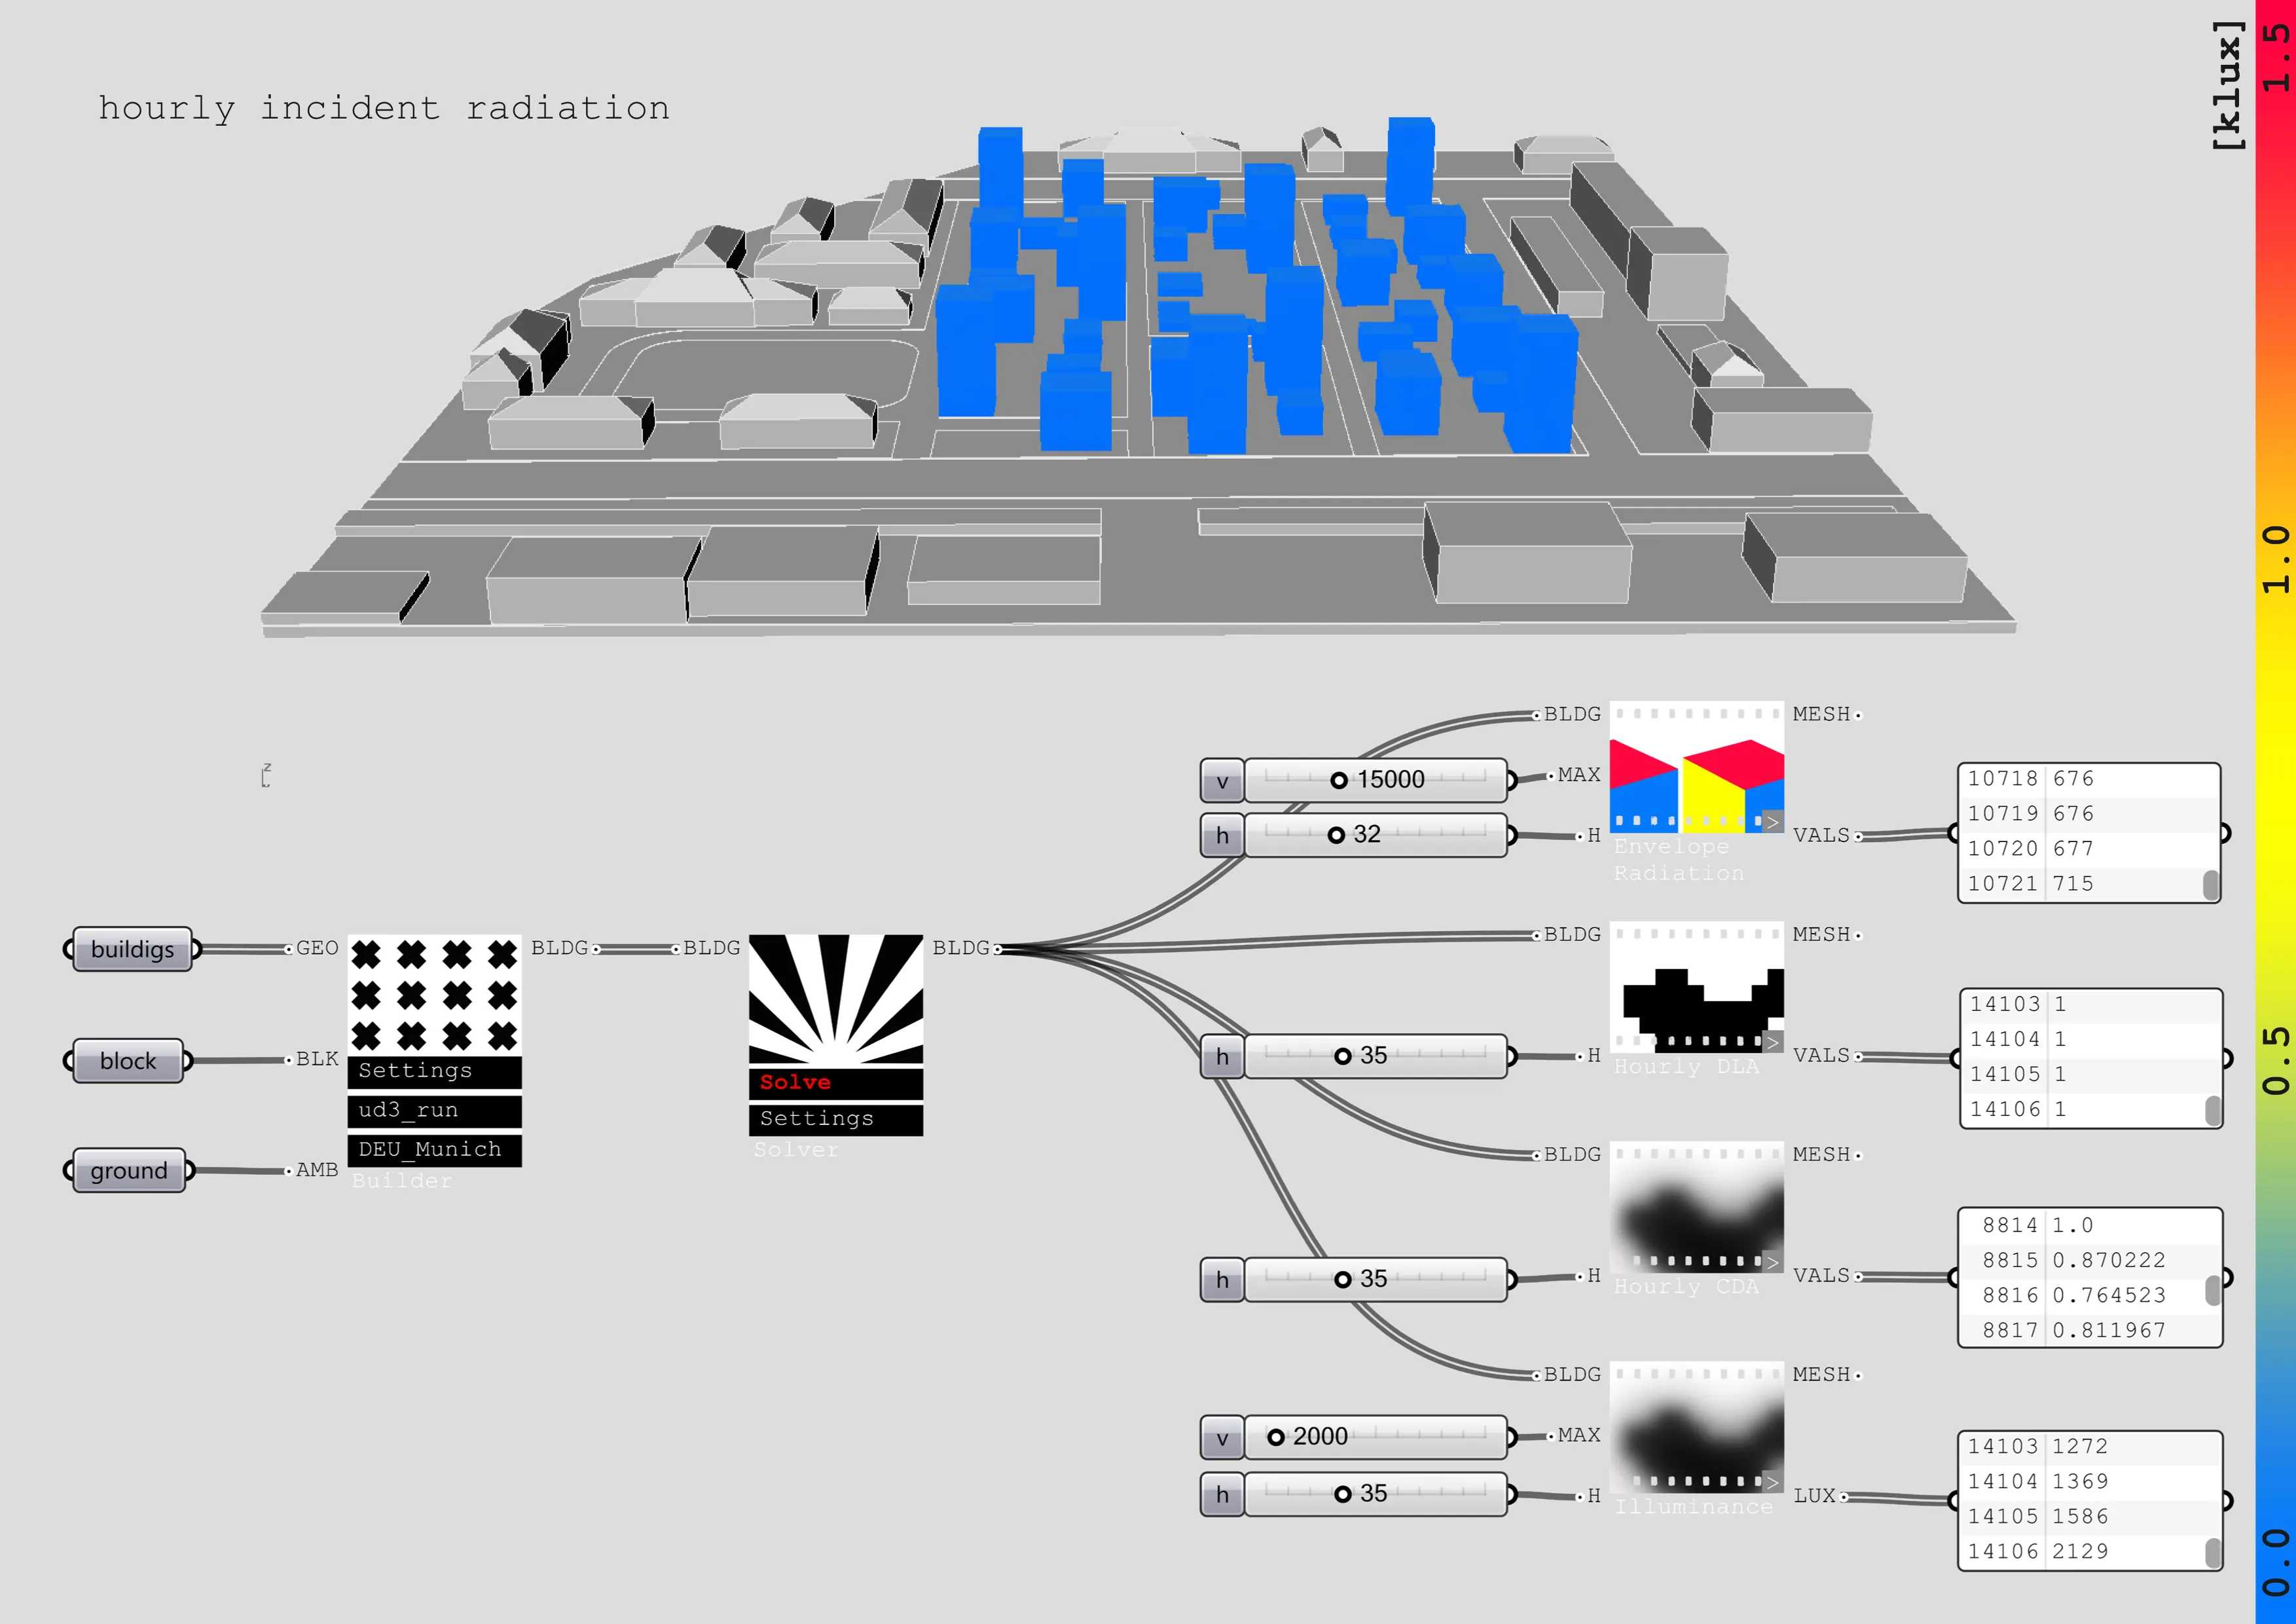 hourly incident radiation
[klux]
1.5
1.0
0.5
0.0
z
BLDG
MESH
v
15000
MAX
h
32
H
VALS
Envelope
Radiation
10718 676
10719 676
10720 677
10721 715
buildigs
GEO
BLDG
BLDG
BLDG
BLDG
MESH
block
BLK
Settings
ud3_run
DEU_Munich
ground
AMB
Builder
Solve
Settings
Solver
h
35
H
VALS
Hourly DLA
14103 1
14104 1
14105 1
14106 1
BLDG
MESH
h
35
H
VALS
Hourly CDA
8814 1.0
8815 0.870222
8816 0.764523
8817 0.811967
BLDG
MESH
v
2000
MAX
h
35
H
LUX
Illuminance
14103 1272
14104 1369
14105 1586
14106 2129